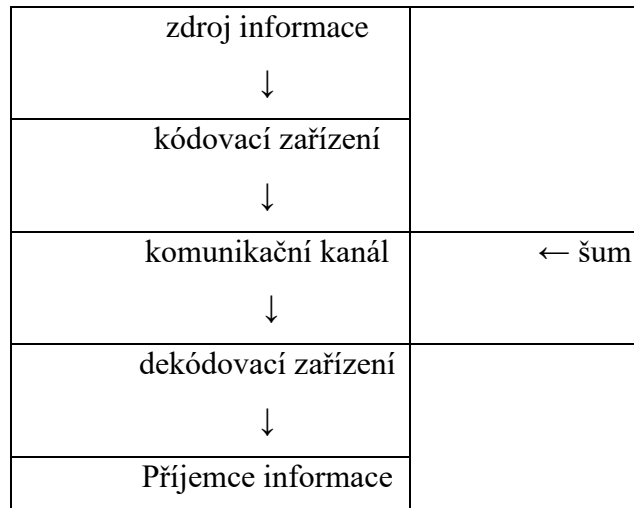 zdroj informace
↓
kódovací zařízení
↓
komunikační kanál ← šum
↓
dekódovací zařízení
↓
Příjemce informace